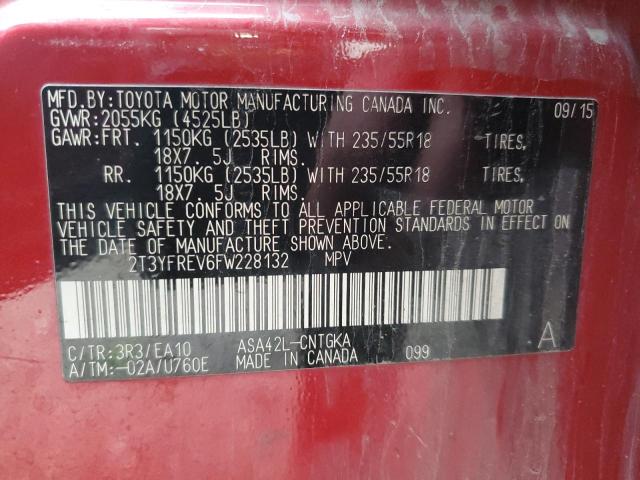 MFD.BY:TOYOTA MOTOR MANUFACTURING CANADA INC. 09/15
GVWR:2055KG (4525LB)
GAWR:FRT. 1150KG (2535LB) WITH 235/55R18 TIRES,
18X7.5J RIMS.
RR. 1150KG (2535LB) WITH 235/55R18 TIRES,
18X7.5J RIMS.
THIS VEHICLE CONFORMS TO ALL APPLICABLE FEDERAL MOTOR
VEHICLE SAFETY AND THEFT PREVENTION STANDARDS IN EFFECT ON
THE DATE OF MANUFACTURE SHOWN ABOVE.
2T3YFREV6FW228132 MPV
C/TR:3R3/EA10 ASA42L-CNTGKA A
A/TM:-02A/U760E MADE IN CANADA 099